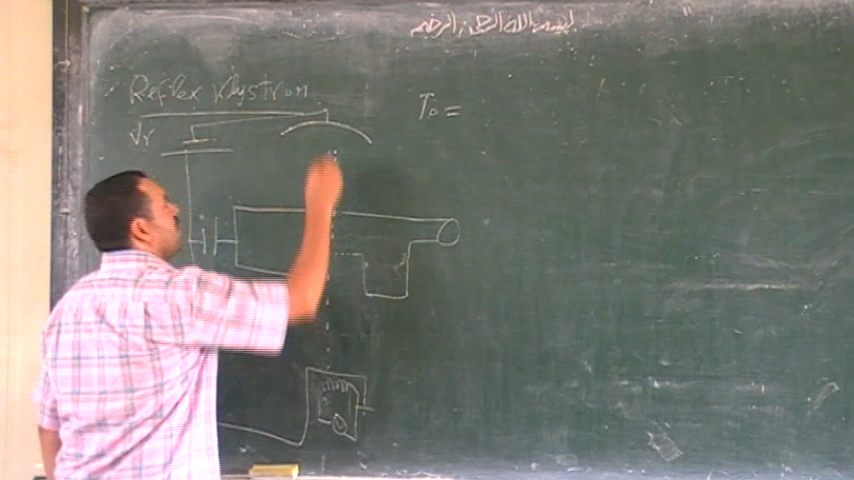 بسم الله الرحمن الرحيم
Reflex Klystron
Vr
To =